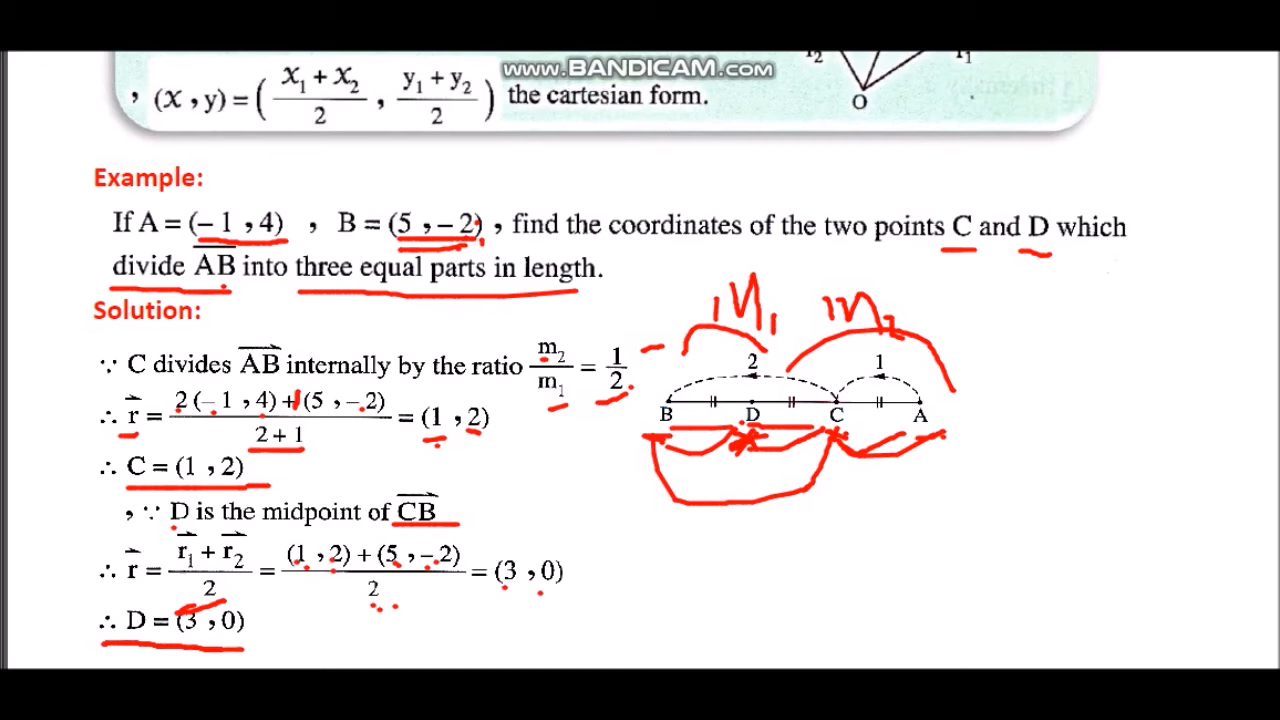 www.BANDICAM.com
r₂ r₁
O
, (x , y) = ( x₁ + x₂ / 2 , y₁ + y₂ / 2 ) the cartesian form.
Example:
If A = (– 1 , 4) , B = (5 , – 2) , find the coordinates of the two points C and D which
divide AB into three equal parts in length.
Solution:
m₁ m₂
∵ C divides AB internally by the ratio m₂ / m₁ = 1 / 2
2 1
B D C A
∴ r = 2 (– 1 , 4) + (5 , – 2) / 2 + 1 = (1 , 2)
∴ C = (1 , 2)
, ∵ D is the midpoint of CB
∴ r = r₁ + r₂ / 2 = (1 , 2) + (5 , – 2) / 2 = (3 , 0)
∴ D = (3 , 0)